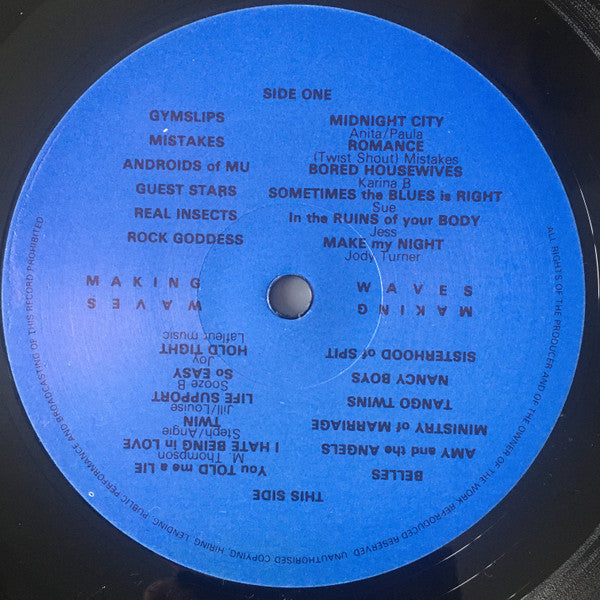 SIDE ONE
GYMSLIPS
MIDNIGHT CITY
Anita/Paula
MISTAKES
ROMANCE
(Twist Shout) Mistakes
ANDROIDS of MU
BORED HOUSEWIVES
Karina B
GUEST STARS
SOMETIMES the BLUES is RIGHT
Sue
REAL INSECTS
In the RUINS of your BODY
Jess
ROCK GODDESS
MAKE my NIGHT
Jody Turner
MAKING WAVES
MAKING WAVES
THIS SIDE
BELLES
You TOLD me a LIE
M Thompson
AMY and the ANGELS
I HATE BEING in LOVE
Steph/Angie
MINISTRY of MARRIAGE
TWIN
Jill/Louise
TANGO TWINS
LIFE SUPPORT
Sooze B
NANCY BOYS
So EASY
Joy
SISTERHOOD of SPIT
HOLD TIGHT
Lafleur music
ALL RIGHTS OF THE PRODUCER AND OF THE OWNER OF THE WORK REPRODUCED RESERVED. UNAUTHORISED COPYING, HIRING, LENDING, PUBLIC PERFORMANCE AND BROADCASTING OF THIS RECORD PROHIBITED